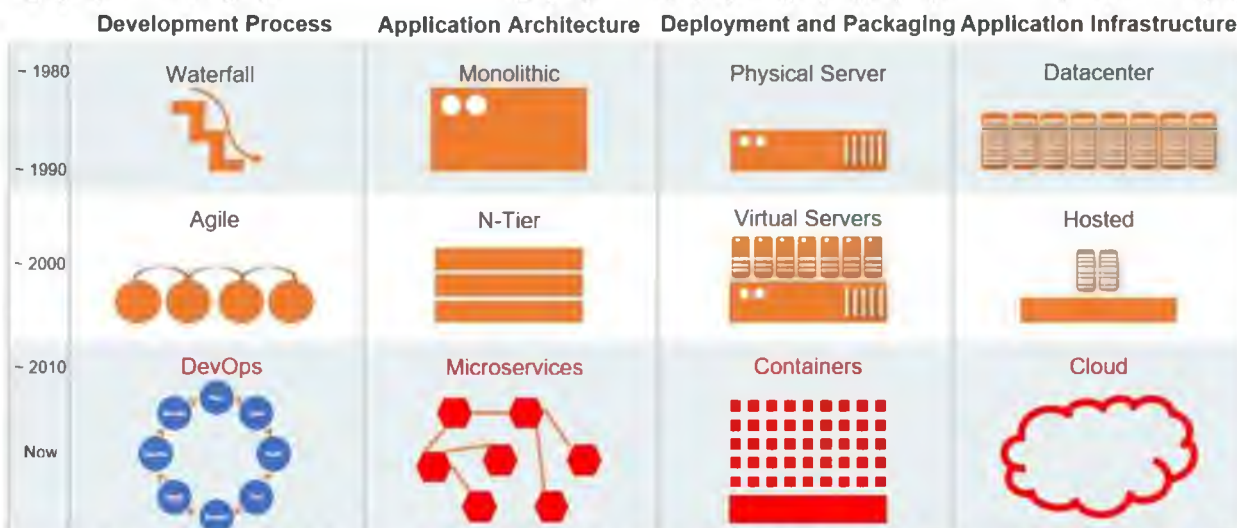 Development Process Application Architecture Deployment and Packaging Application Infrastructure
~ 1980 Waterfall Monolithic Physical Server Datacenter
~ 1990
Agile N-Tier Virtual Servers Hosted
~ 2000
~ 2010 DevOps Microservices Containers Cloud
Now